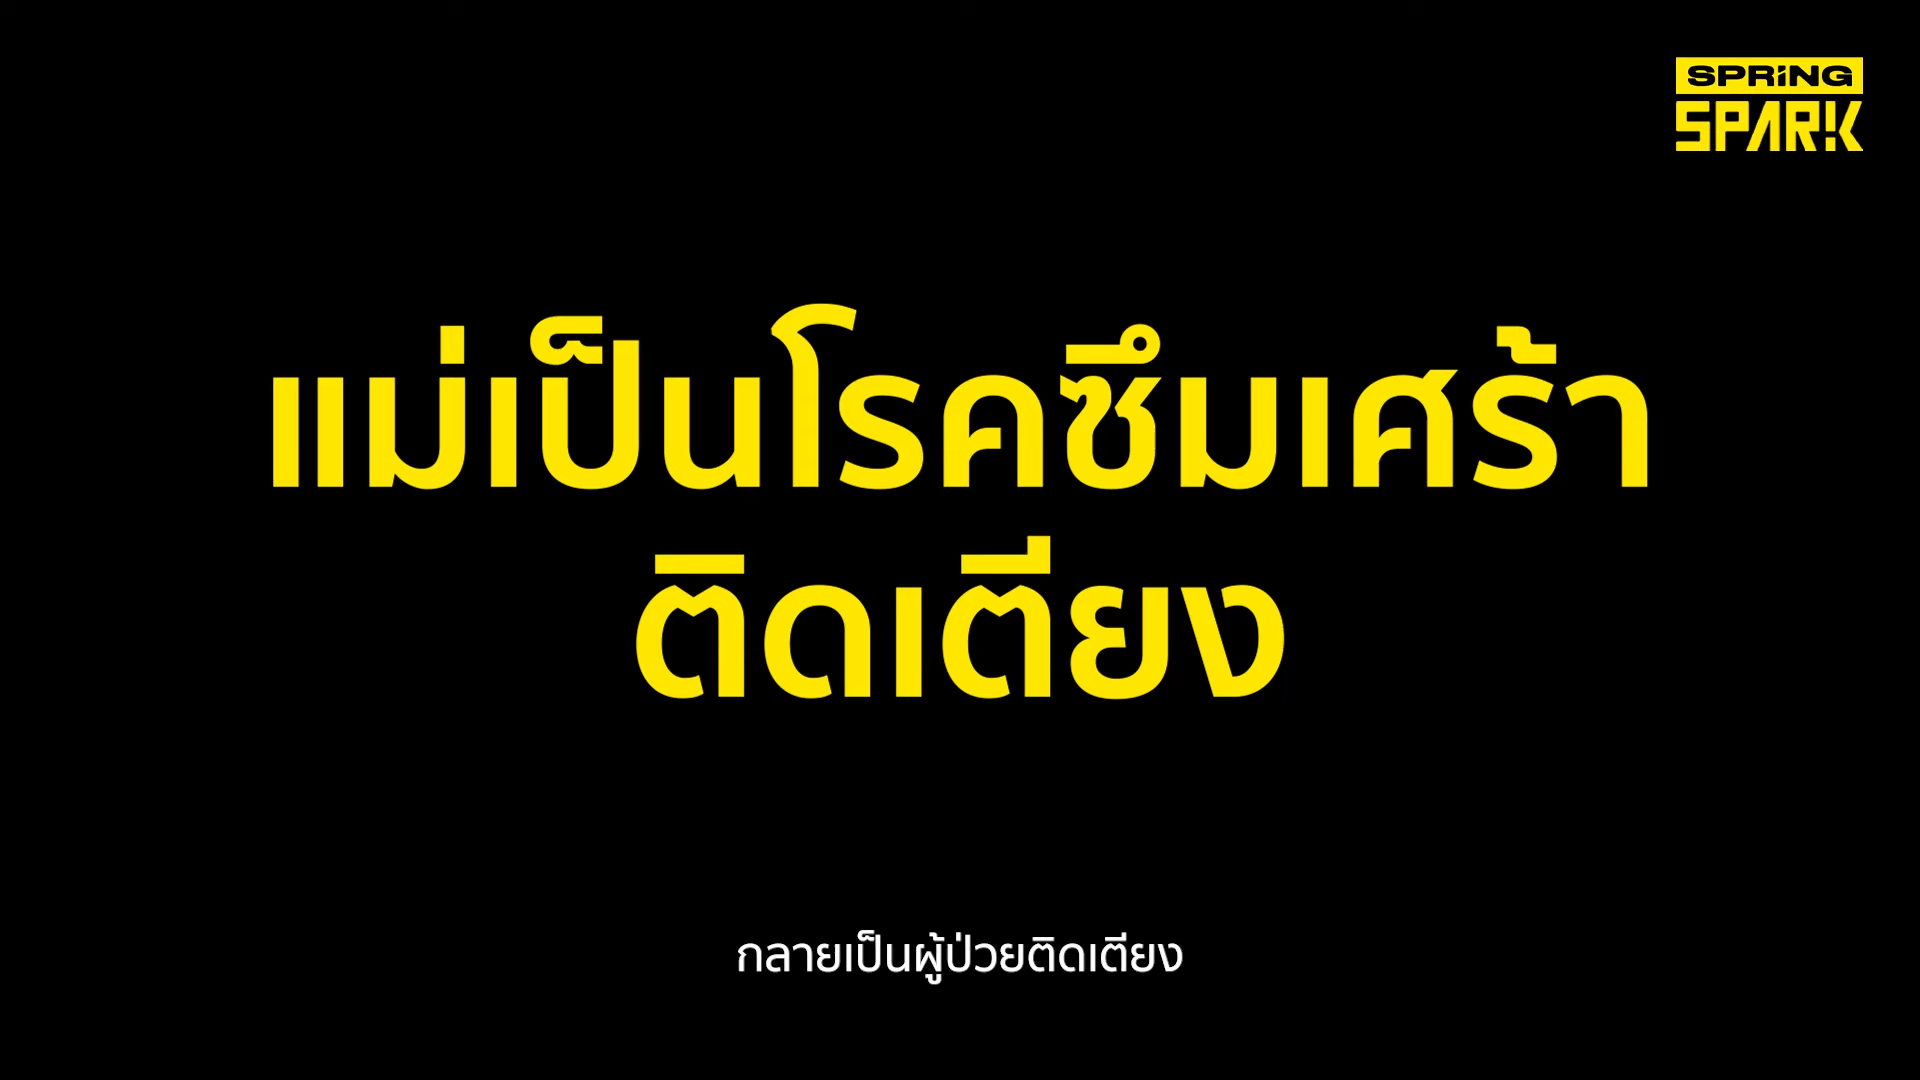 SPRING
SPARK
แม่เป็นโรคซึมเศร้า
ติดเตียง
กลายเป็นผู้ป่วยติดเตียง